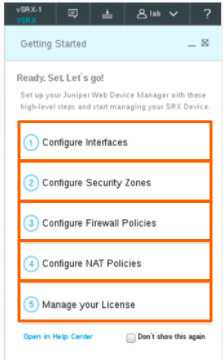 vSRX-1
VSRX
lab
?
Getting Started
Ready. Set. Let's go!
Set up your Juniper Web Device Manager with these
high-level steps and start managing your SRX Device.
1 Configure Interfaces
2 Configure Security Zones
3 Configure Firewall Policies
4 Configure NAT Policies
5 Manage your License
Open in Help Center
Don't show this again